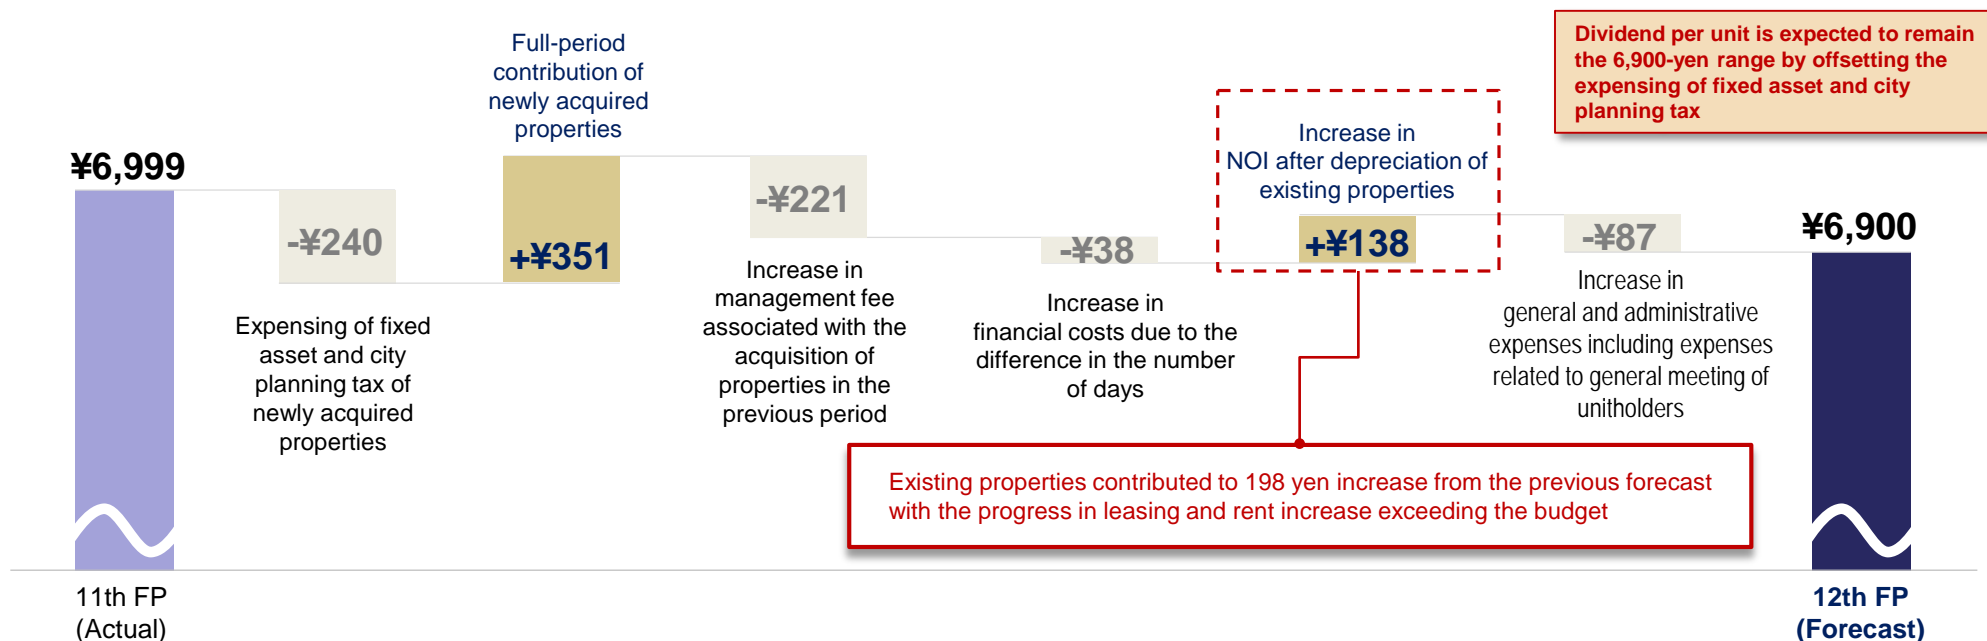 Dividend per unit is expected to remain
the 6,900-yen range by offsetting the
expensing of fixed asset and city
planning tax
¥6,999
-¥240
Expensing of fixed
asset and city
planning tax of
newly acquired
properties
Full-period
contribution of
newly acquired
properties
+¥351
-¥221
Increase in
management fee
associated with the
acquisition of
properties in the
previous period
-¥38
Increase in
financial costs due to the
difference in the number
of days
Increase in
NOI after depreciation of
existing properties
+¥138
-¥87
Increase in
general and administrative
expenses including expenses
related to general meeting of
unitholders
¥6,900
Existing properties contributed to 198 yen increase from the previous forecast
with the progress in leasing and rent increase exceeding the budget
11th FP
(Actual)
12th FP
(Forecast)